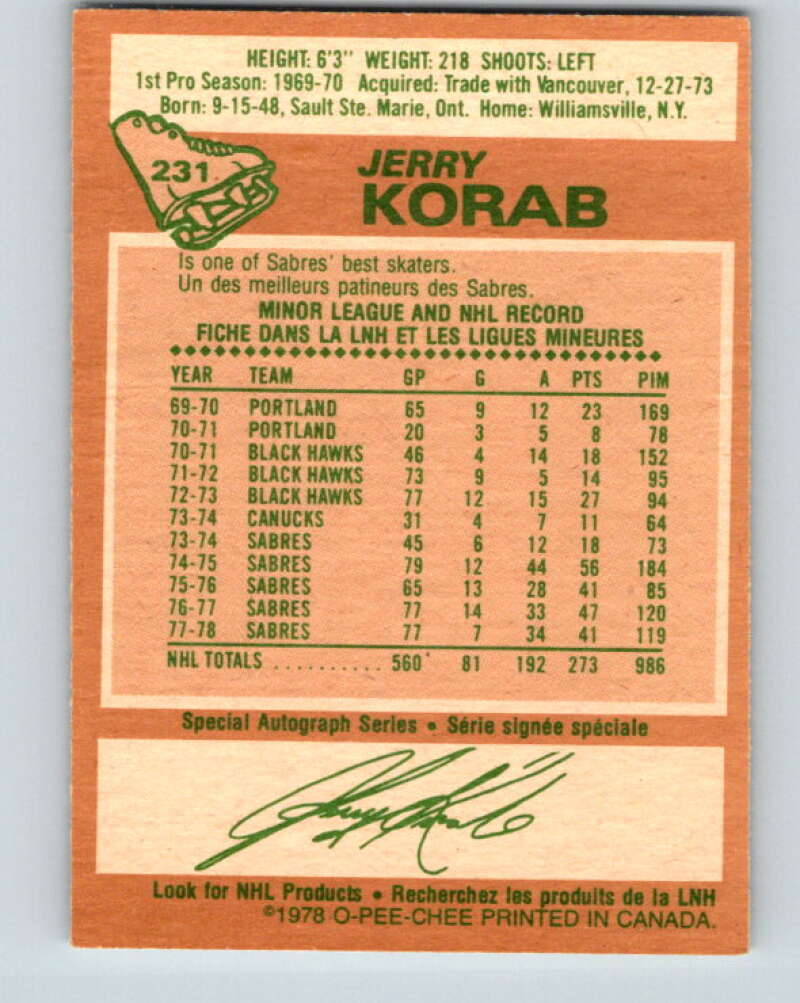 HEIGHT: 6'3" WEIGHT: 218 SHOOTS: LEFT
1st Pro Season: 1969-70 Acquired: Trade with Vancouver, 12-27-73
Born: 9-15-48, Sault Ste. Marie, Ont. Home: Williamsville, N.Y.
231
JERRY
KORAB
Is one of Sabres' best skaters.
Un des meilleurs patineurs des Sabres.
MINOR LEAGUE AND NHL RECORD
FICHE DANS LA LNH ET LES LIGUES MINEURES
YEAR TEAM GP G A PTS PIM
69-70 PORTLAND 65 9 12 23 169
70-71 PORTLAND 20 3 5 8 78
70-71 BLACK HAWKS 46 4 14 18 152
71-72 BLACK HAWKS 73 9 5 14 95
72-73 BLACK HAWKS 77 12 15 27 94
73-74 CANUCKS 31 4 7 11 64
73-74 SABRES 45 6 12 18 73
74-75 SABRES 79 12 44 56 184
75-76 SABRES 65 13 28 41 85
76-77 SABRES 77 14 33 47 120
77-78 SABRES 77 7 34 41 119
NHL TOTALS .......... 560 81 192 273 986
Special Autograph Series • Série signée spéciale
Jerry Korab
Look for NHL Products • Recherchez les produits de la LNH
©1978 O-PEE-CHEE PRINTED IN CANADA.